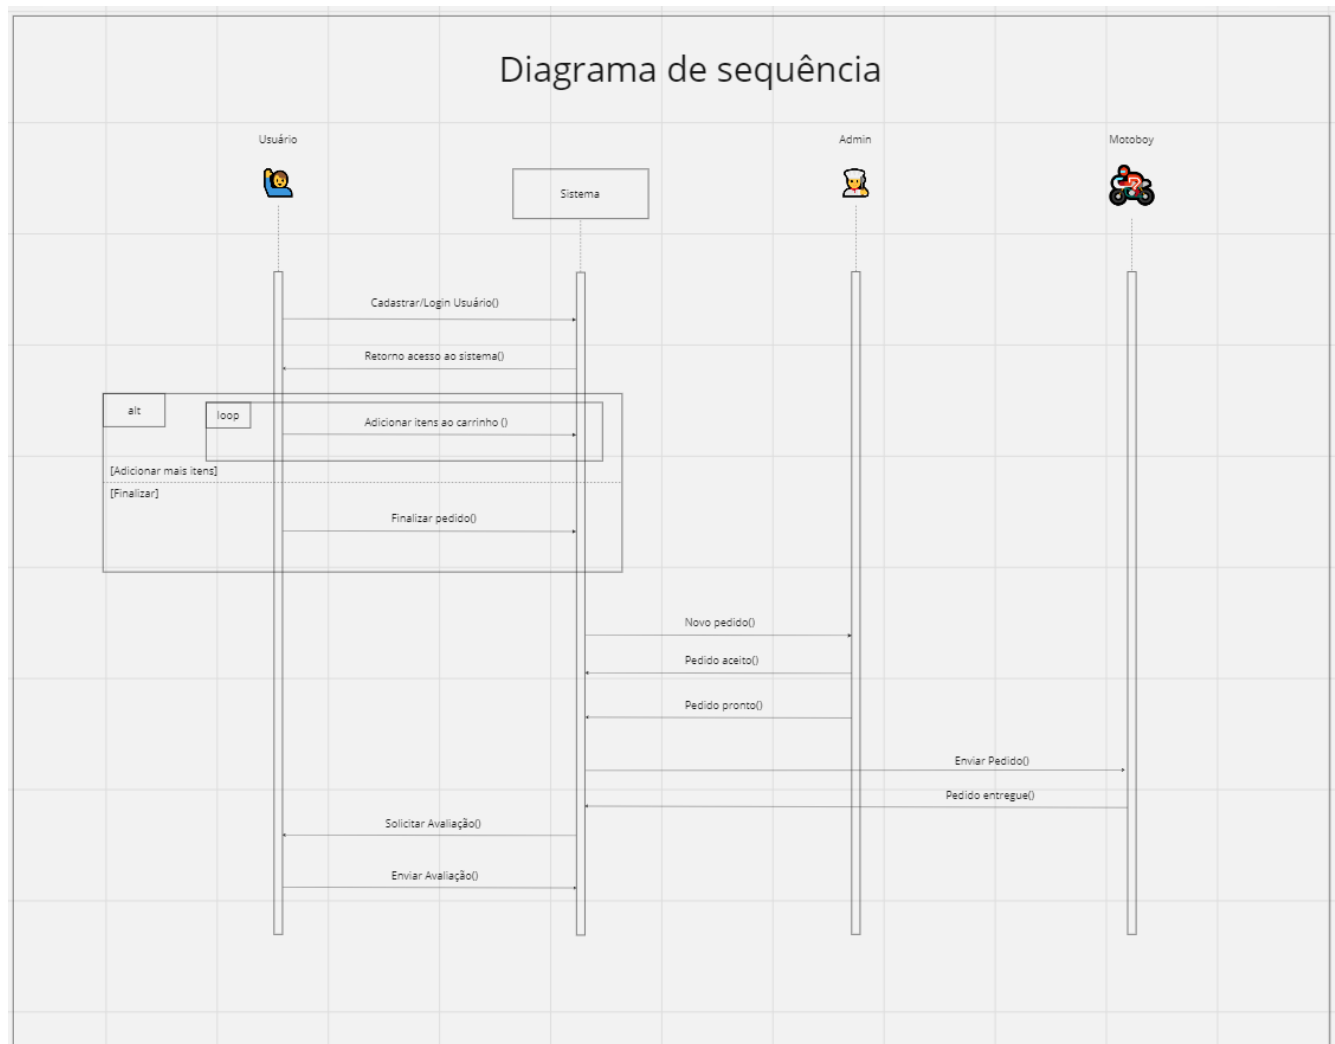 Diagrama de sequência
Usuário
Sistema
Admin
Motoboy
Cadastrar/Login Usuário()
Retorno acesso ao sistema()
alt
loop
Adicionar itens ao carrinho ()
[Adicionar mais itens]
[Finalizar]
Finalizar pedido()
Novo pedido()
Pedido aceito()
Pedido pronto()
Enviar Pedido()
Pedido entregue()
Solicitar Avaliação()
Enviar Avaliação()